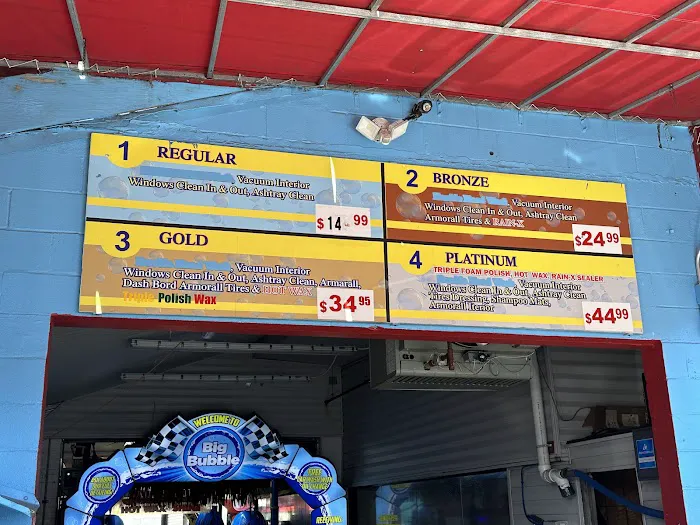 1 REGULAR
Vacuum Interior
Windows Clean In & Out, Ashtray Clean
$14.99
2 BRONZE
Vacuum Interior
Windows Clean In & Out, Ashtray Clean
Armorall Tires & RAIN-X
$24.99
3 GOLD
Vacuum Interior
Windows Clean In & Out, Ashtray Clean, Armarall,
Dash Bord Armorall Tires & HOT WAX
Triple Polish Wax
$34.95
4 PLATINUM
TRIPLE FOAM POLISH, HOT WAX, RAIN-X SEALER
Vacuum Interior
Windows Clean In & Out, Ashtray Clean
Tires Dressing, Shampoo Mats,
Armorall Iterior
$44.99
WELCOME TO
Big
Bubble